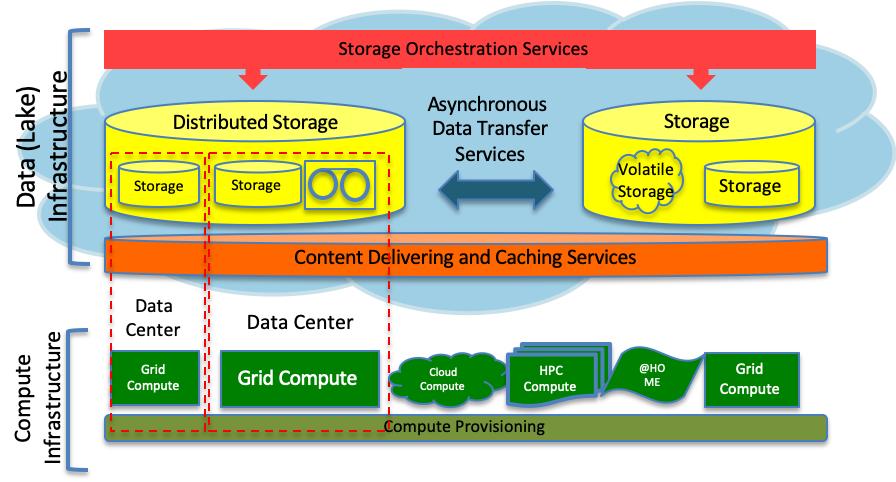 Storage Orchestration Services
Data (Lake)
Infrastructure
Distributed Storage
Asynchronous
Data Transfer
Services
Storage
Storage
Storage
Volatile
Storage
Storage
Content Delivering and Caching Services
Data
Center
Data Center
Compute
Infrastructure
Grid
Compute
Grid Compute
Cloud
Compute
HPC
Compute
@HO
ME
Grid
Compute
Compute Provisioning